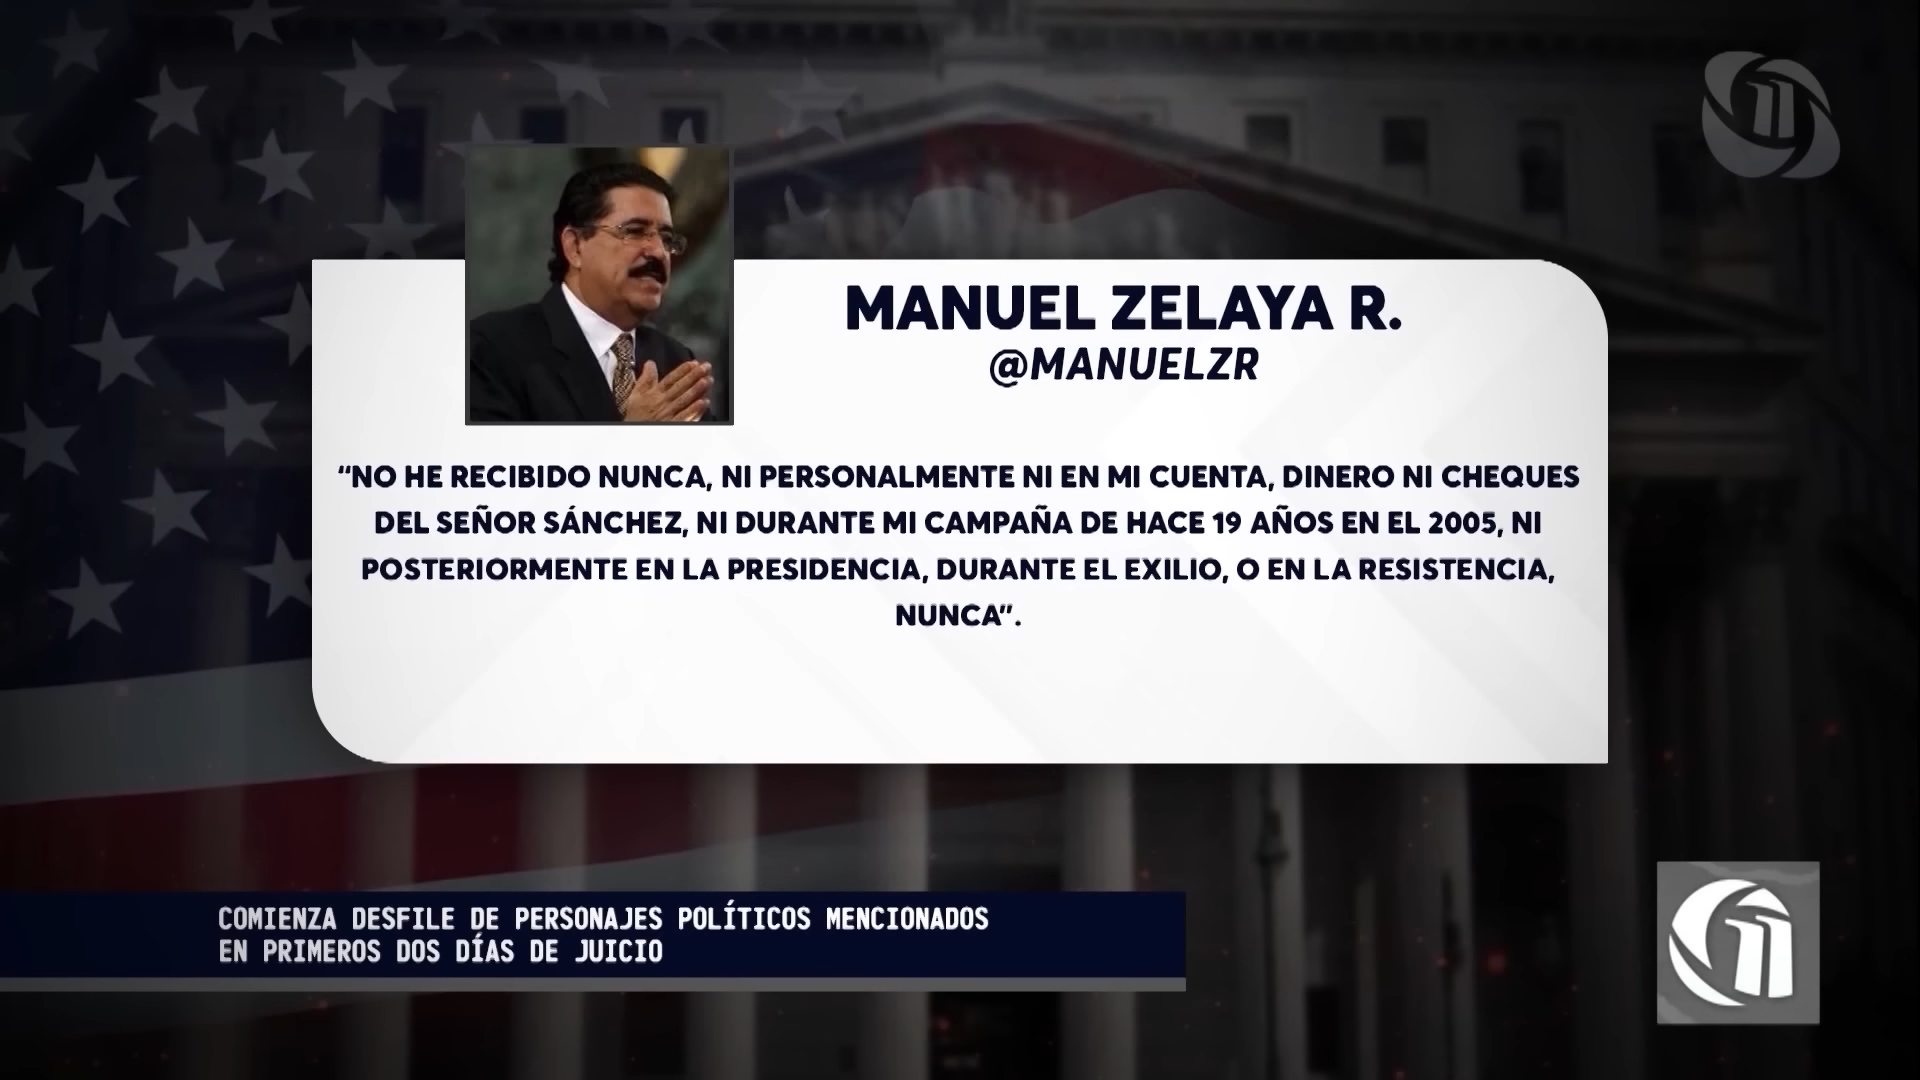 MANUEL ZELAYA R.
@MANUELZR
“NO HE RECIBIDO NUNCA, NI PERSONALMENTE NI EN MI CUENTA, DINERO NI CHEQUES
DEL SEÑOR SÁNCHEZ, NI DURANTE MI CAMPAÑA DE HACE 19 AÑOS EN EL 2005, NI
POSTERIORMENTE EN LA PRESIDENCIA, DURANTE EL EXILIO, O EN LA RESISTENCIA,
NUNCA”.
COMIENZA DESFILE DE PERSONAJES POLÍTICOS MENCIONADOS
EN PRIMEROS DOS DÍAS DE JUICIO